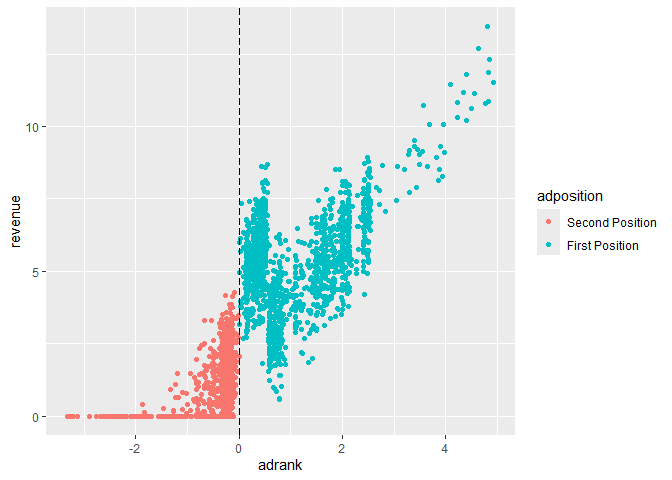 10
5
0
revenue
-2
0
2
4
adrank
adposition
Second Position
First Position